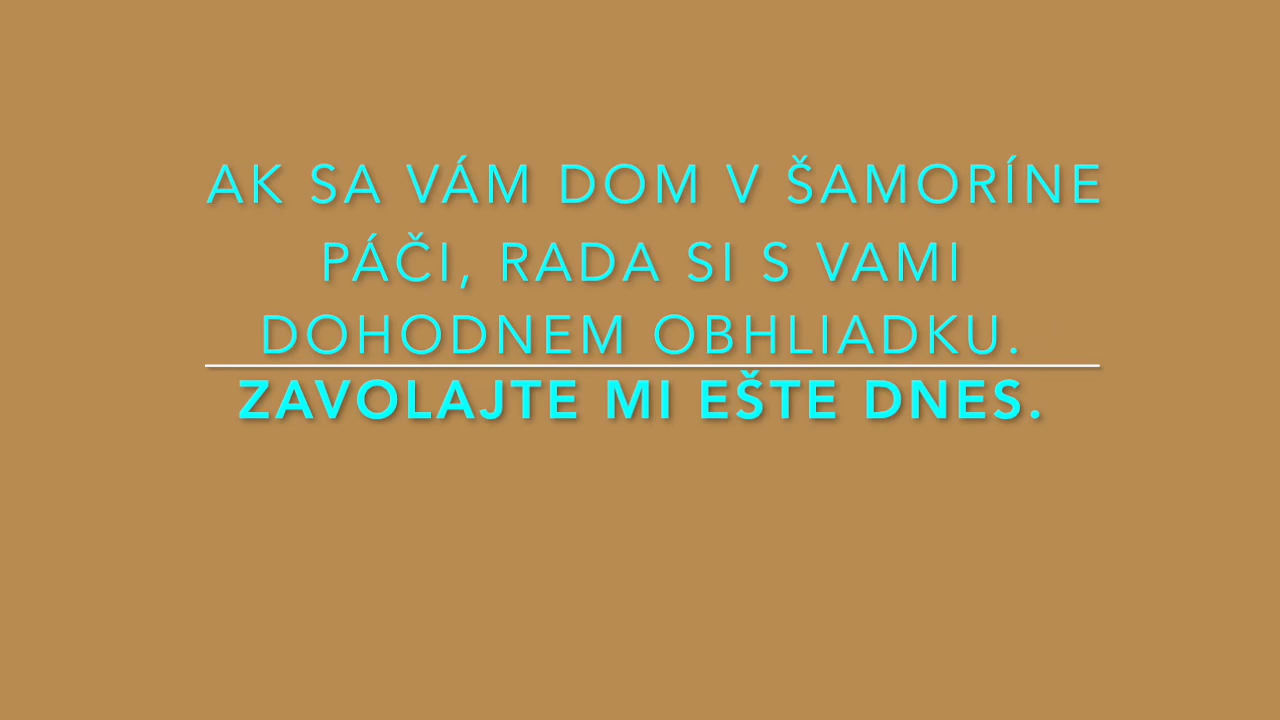 AK SA VÁM DOM V ŠAMORÍNE
PÁČI, RADA SI S VAMI
DOHODNEM OBHLIADKU.
ZAVOLAJTE MI EŠTE DNES.